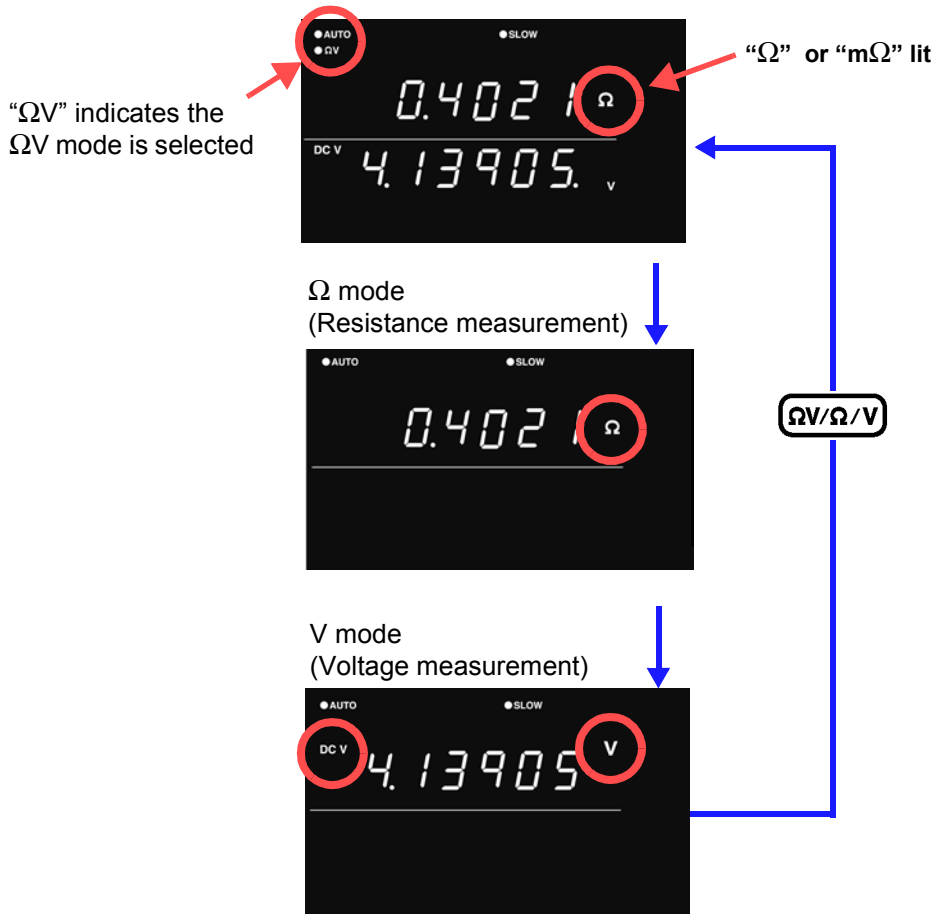 ●AUTO ●SLOW
●ΩV
“Ω” or “mΩ” lit
0.4021 Ω
“ΩV” indicates the
ΩV mode is selected
DC V 4.13905. V
Ω mode
(Resistance measurement)
●AUTO ●SLOW
0.4021 Ω
ΩV/Ω/V
V mode
(Voltage measurement)
●AUTO ●SLOW
DC V 4.13905 V